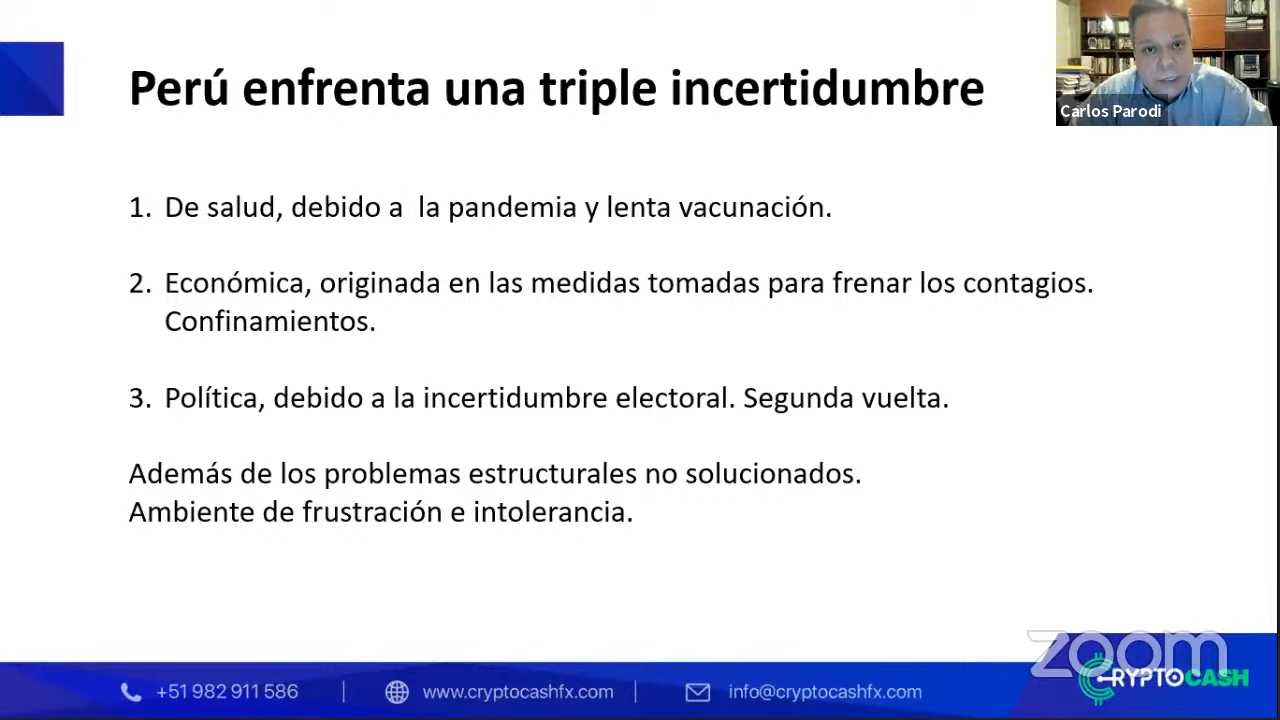 Perú enfrenta una triple incertidumbre
Carlos Parodi
1. De salud, debido a la pandemia y lenta vacunación.
2. Económica, originada en las medidas tomadas para frenar los contagios.
Confinamientos.
3. Política, debido a la incertidumbre electoral. Segunda vuelta.
Además de los problemas estructurales no solucionados.
Ambiente de frustración e intolerancia.
zoom
CRYPTOCASH
+51 982 911 586 | www.cryptocashfx.com | info@cryptocashfx.com